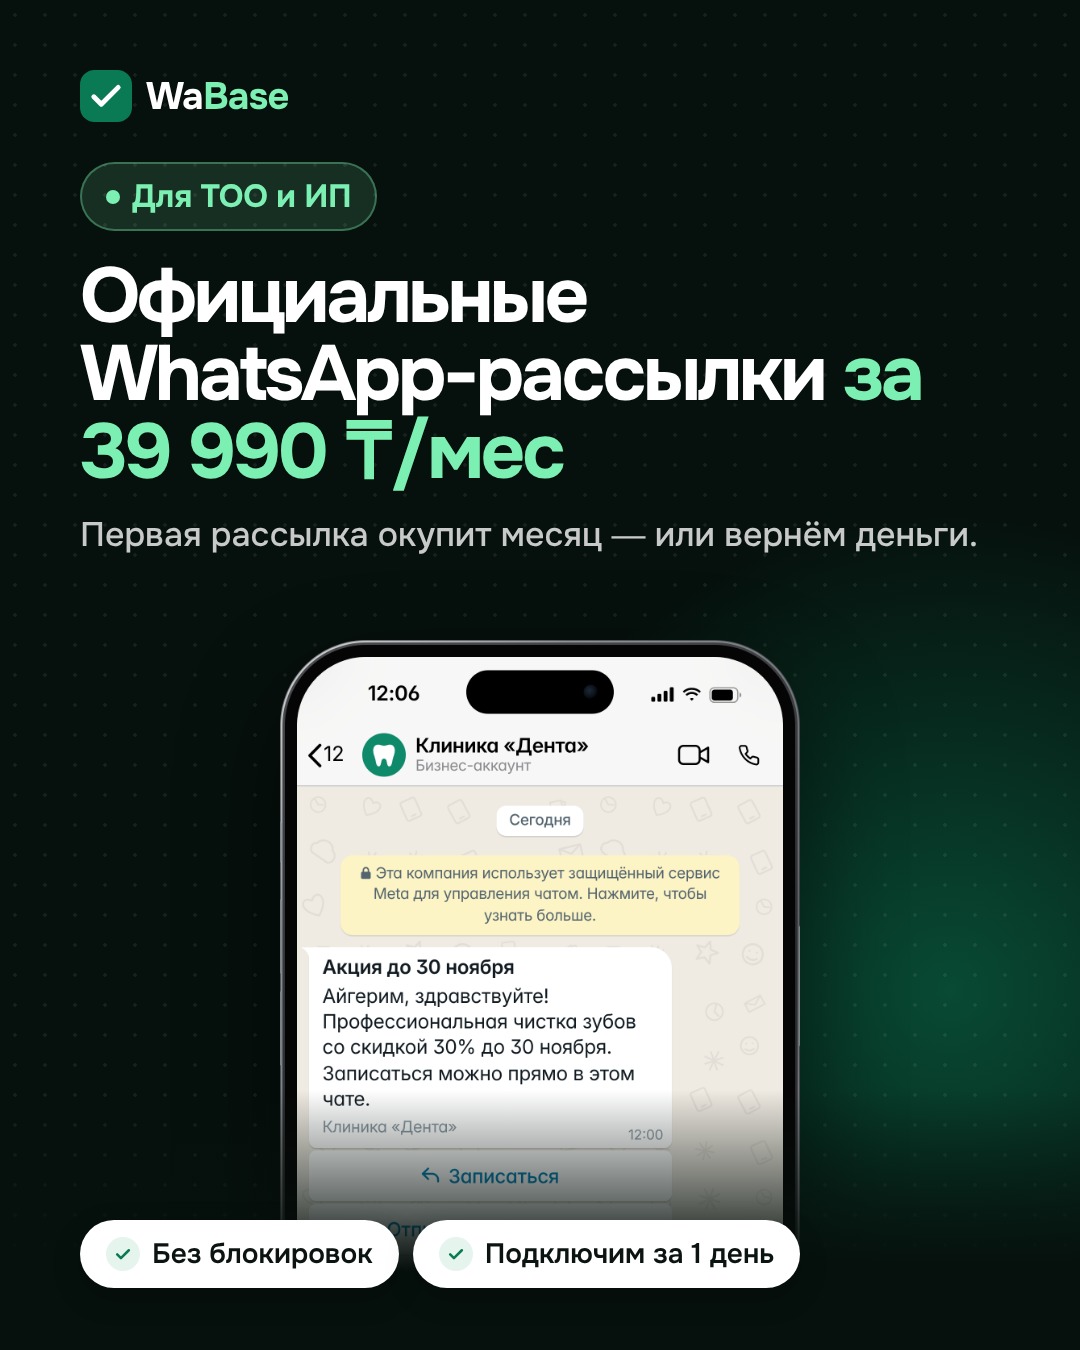 WaBase
Для ТОО и ИП
Официальные
WhatsApp-рассылки за
39 990 ₸/мес
Первая рассылка окупит месяц — или вернём деньги.
12:06
12
Клиника «Дента»
Бизнес-аккаунт
Сегодня
Эта компания использует защищённый сервис
Meta для управления чатом. Нажмите, чтобы
узнать больше.
Акция до 30 ноября
Айгерим, здравствуйте!
Профессиональная чистка зубов
со скидкой 30% до 30 ноября.
Записаться можно прямо в этом
чате.
Клиника «Дента»
12:00
Записаться
Без блокировок
Подключим за 1 день